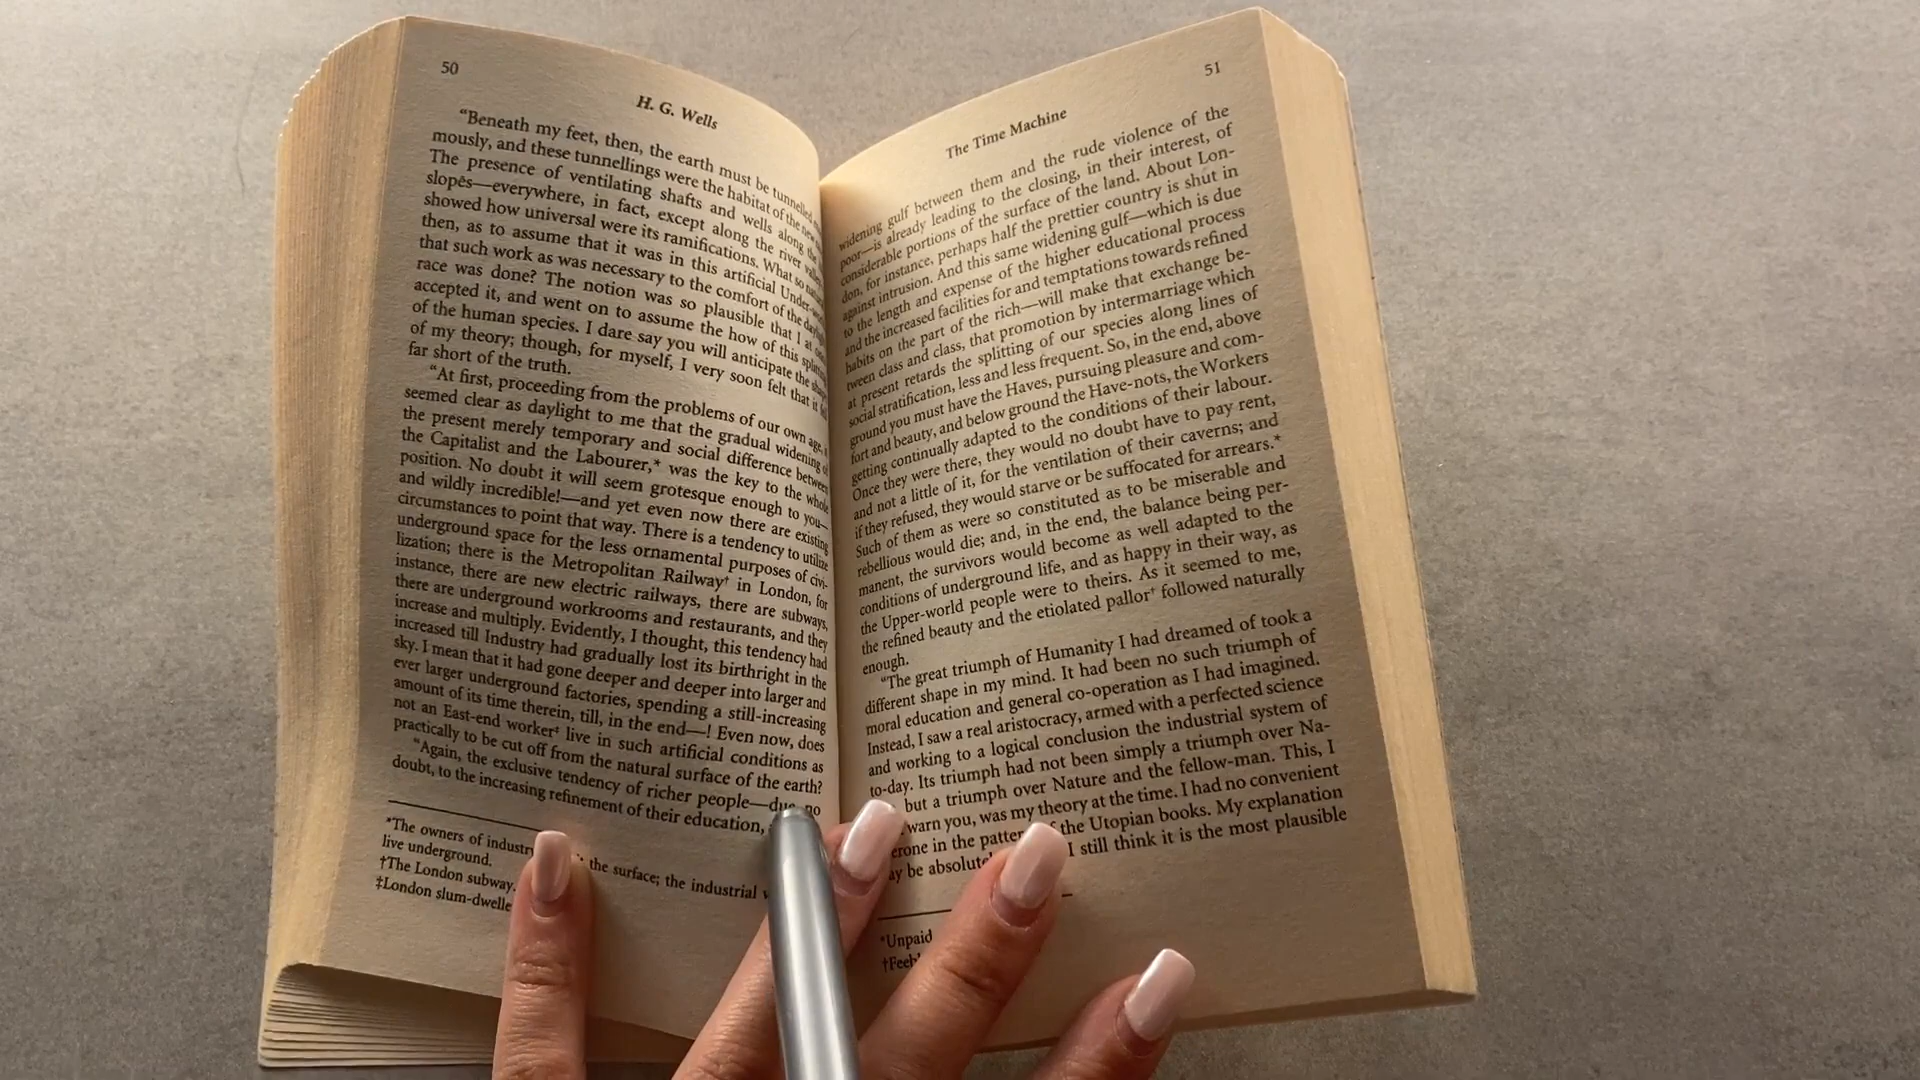 50
H. G. Wells
“Beneath my feet, then, the earth must be tunnelled
mously, and these tunnellings were the habitat of the new
The presence of ventilating shafts and wells along the
slopes—everywhere, in fact, except along the river
showed how universal were its ramifications. What so
then, as to assume that it was in this artificial Under-
that such work as was necessary to the comfort of the
race was done? The notion was so plausible that I at
accepted it, and went on to assume the how of this
of the human species. I dare say you will anticipate the
of my theory; though, for myself, I very soon felt that it
far short of the truth.
“At first, proceeding from the problems of our own age,
seemed clear as daylight to me that the gradual widening of
the present merely temporary and social difference between
the Capitalist and the Labourer,* was the key to the whole
position. No doubt it will seem grotesque enough to you—
and wildly incredible!—and yet even now there are existing
circumstances to point that way. There is a tendency to utilize
underground space for the less ornamental purposes of civi-
lization; there is the Metropolitan Railway† in London, for
instance, there are new electric railways, there are subways,
there are underground workrooms and restaurants, and they
increase and multiply. Evidently, I thought, this tendency had
increased till Industry had gradually lost its birthright in the
sky. I mean that it had gone deeper and deeper into larger and
ever larger underground factories, spending a still-increasing
amount of its time therein, till, in the end—! Even now, does
not an East-end worker‡ live in such artificial conditions as
practically to be cut off from the natural surface of the earth?
“Again, the exclusive tendency of richer people—due, no
doubt, to the increasing refinement of their education,
*The owners of industry the surface; the industrial
live underground.
†The London subway.
‡London slum-dwelle
51
The Time Machine
widening gulf between them and the rude violence of the
poor—is already leading to the closing, in their interest, of
considerable portions of the surface of the land. About Lon-
don, for instance, perhaps half the prettier country is shut in
against intrusion. And this same widening gulf—which is due
to the length and expense of the higher educational process
and the increased facilities for and temptations towards refined
habits on the part of the rich—will make that exchange be-
tween class and class, that promotion by intermarriage which
at present retards the splitting of our species along lines of
social stratification, less and less frequent. So, in the end, above
ground you must have the Haves, pursuing pleasure and com-
fort and beauty, and below ground the Have-nots, the Workers
getting continually adapted to the conditions of their labour.
Once they were there, they would no doubt have to pay rent,
and not a little of it, for the ventilation of their caverns; and
if they refused, they would starve or be suffocated for arrears.*
Such of them as were so constituted as to be miserable and
rebellious would die; and, in the end, the balance being per-
manent, the survivors would become as well adapted to the
conditions of underground life, and as happy in their way, as
the Upper-world people were to theirs. As it seemed to me,
the refined beauty and the etiolated pallor† followed naturally
enough.
“The great triumph of Humanity I had dreamed of took a
different shape in my mind. It had been no such triumph of
moral education and general co-operation as I had imagined.
Instead, I saw a real aristocracy, armed with a perfected science
and working to a logical conclusion the industrial system of
to-day. Its triumph had not been simply a triumph over Na-
but a triumph over Nature and the fellow-man. This, I
warn you, was my theory at the time. I had no convenient
erone in the pattern of the Utopian books. My explanation
ay be absolute I still think it is the most plausible
*Unpaid
†Feeb